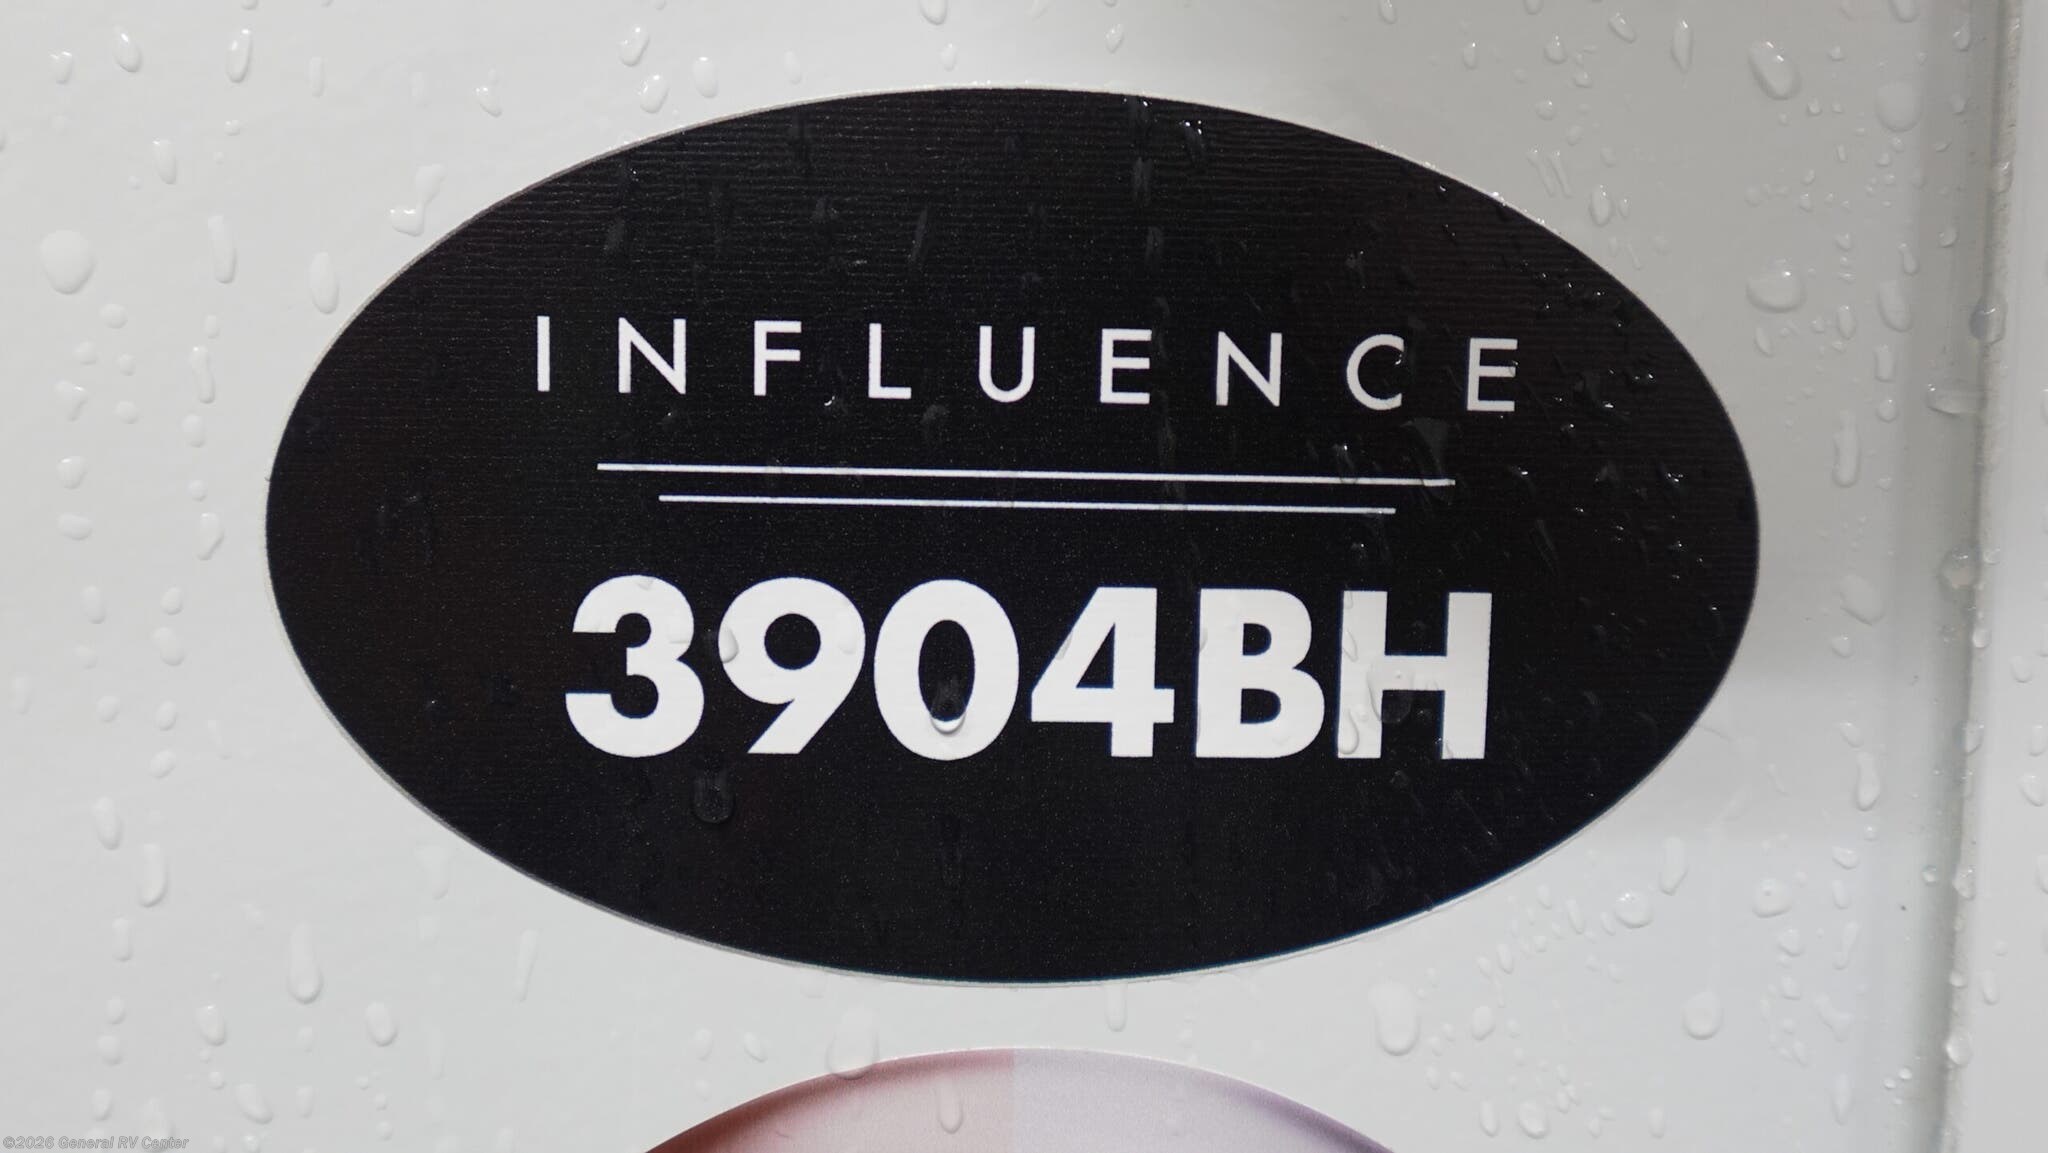 INFLUENCE
3904BH
©2026 General RV Center